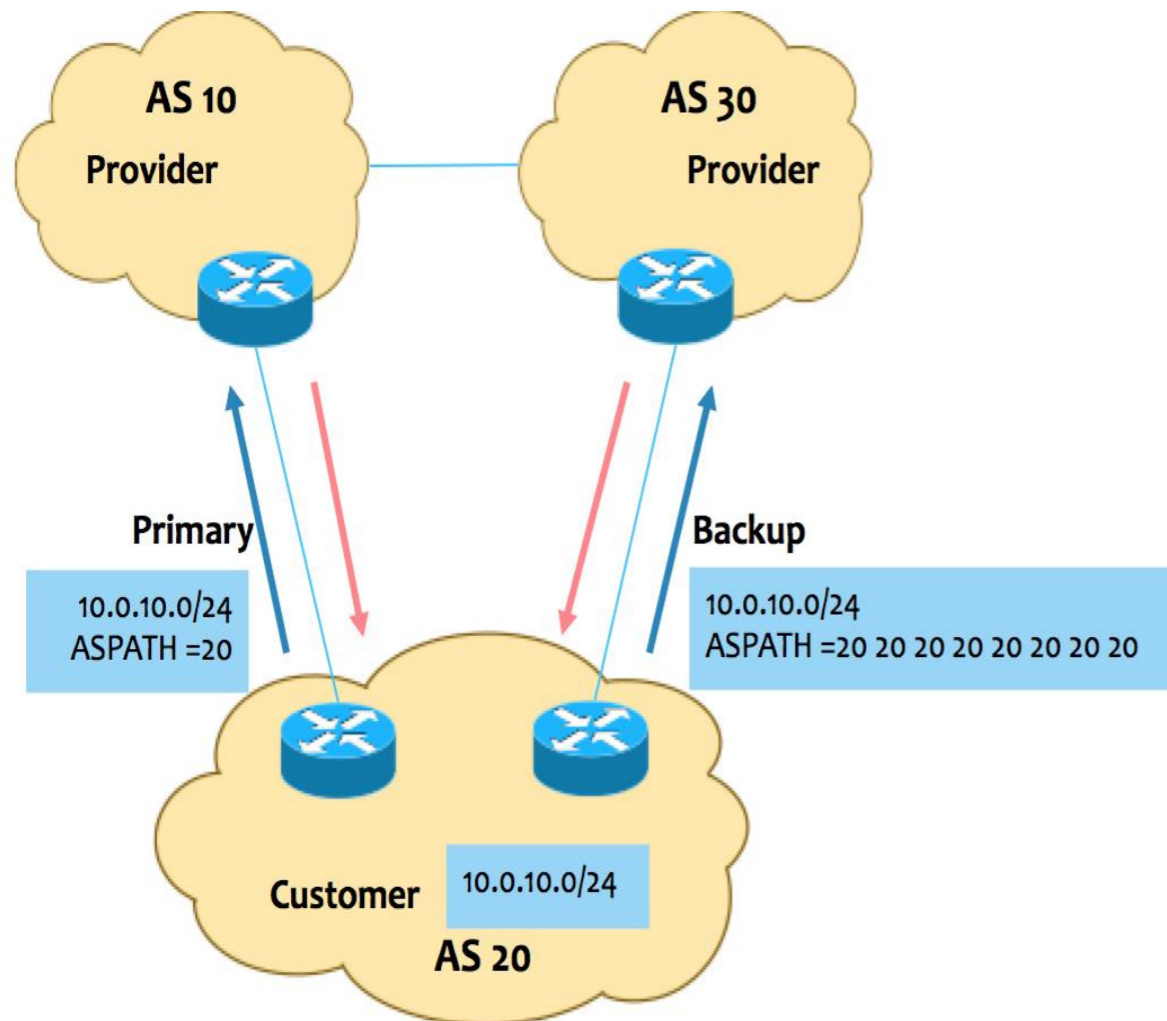 AS 10
Provider
AS 30
Provider
Primary
10.0.10.0/24
ASPATH =20
Backup
10.0.10.0/24
ASPATH =20 20 20 20 20 20 20 20
Customer
10.0.10.0/24
AS 20